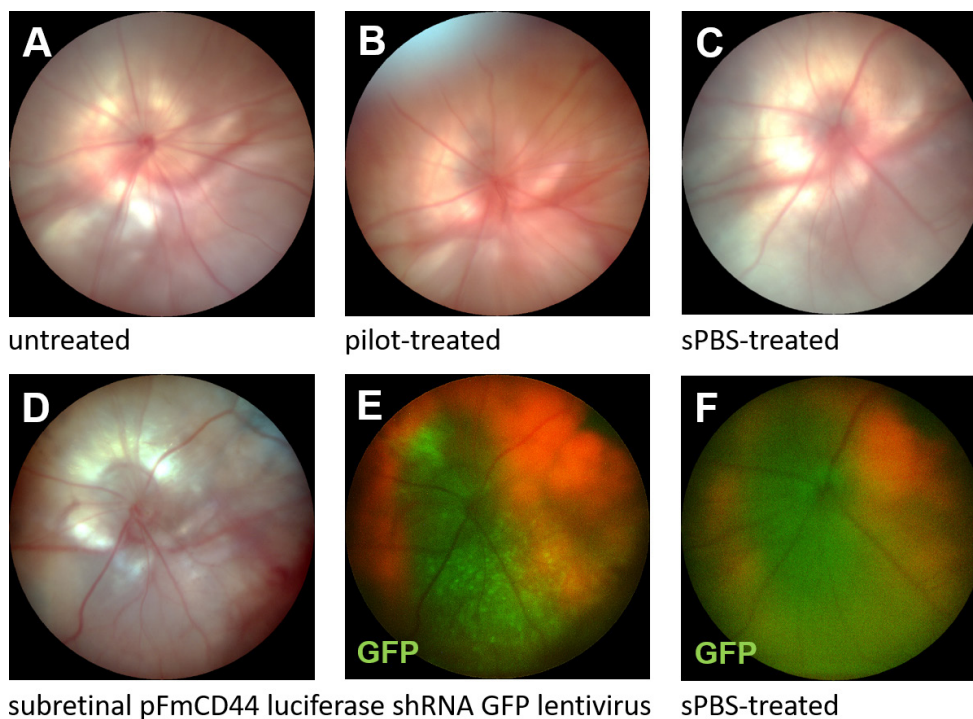 A B C
untreated pilot-treated sPBS-treated
D E F
GFP GFP
subretinal pFmCD44 luciferase shRNA GFP lentivirus sPBS-treated